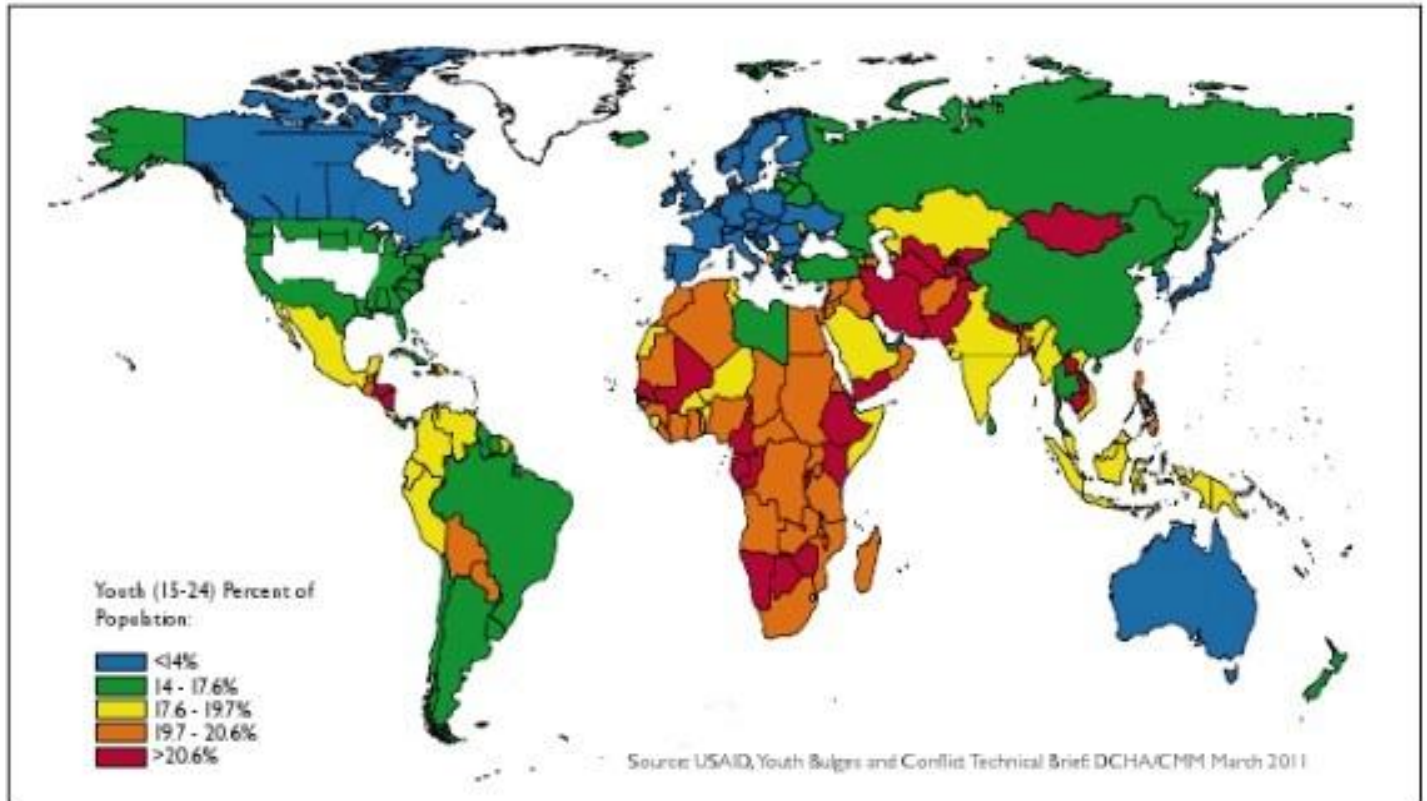 Youth (15-24) Percent of
Population:
<14%
14 - 17.6%
17.6 - 19.7%
19.7 - 20.6%
>20.6%
Source: USAID, Youth Bulges and Conflict Technical Brief: DCHA/CMM March 2011